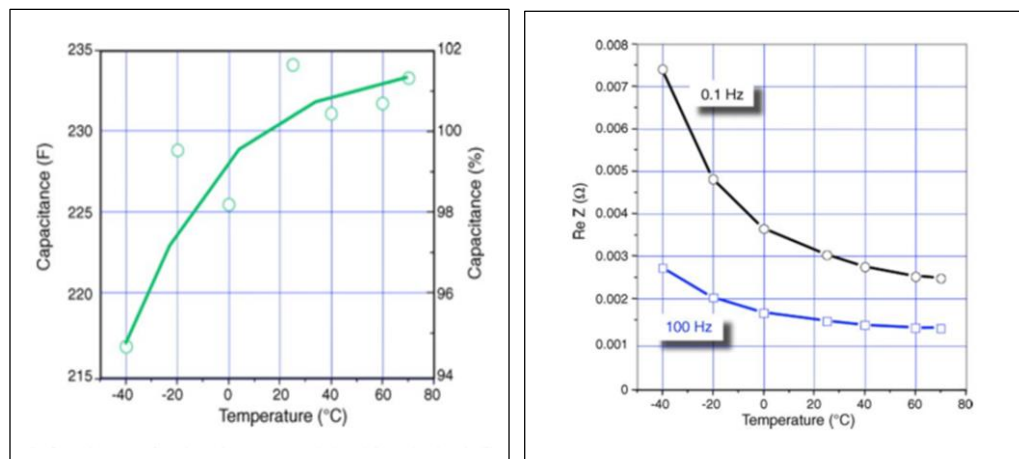 235
230
225
220
215
102
100
98
96
94
Capacitance (F)
Capacitance (%)
-40 -20 0 20 40 60 80
Temperature (°C)
0.008
0.007
0.006
0.005
0.004
0.003
0.002
0.001
0
Re Z (Ω)
0.1 Hz
100 Hz
-40 -20 0 20 40 60 80
Temperature (°C)